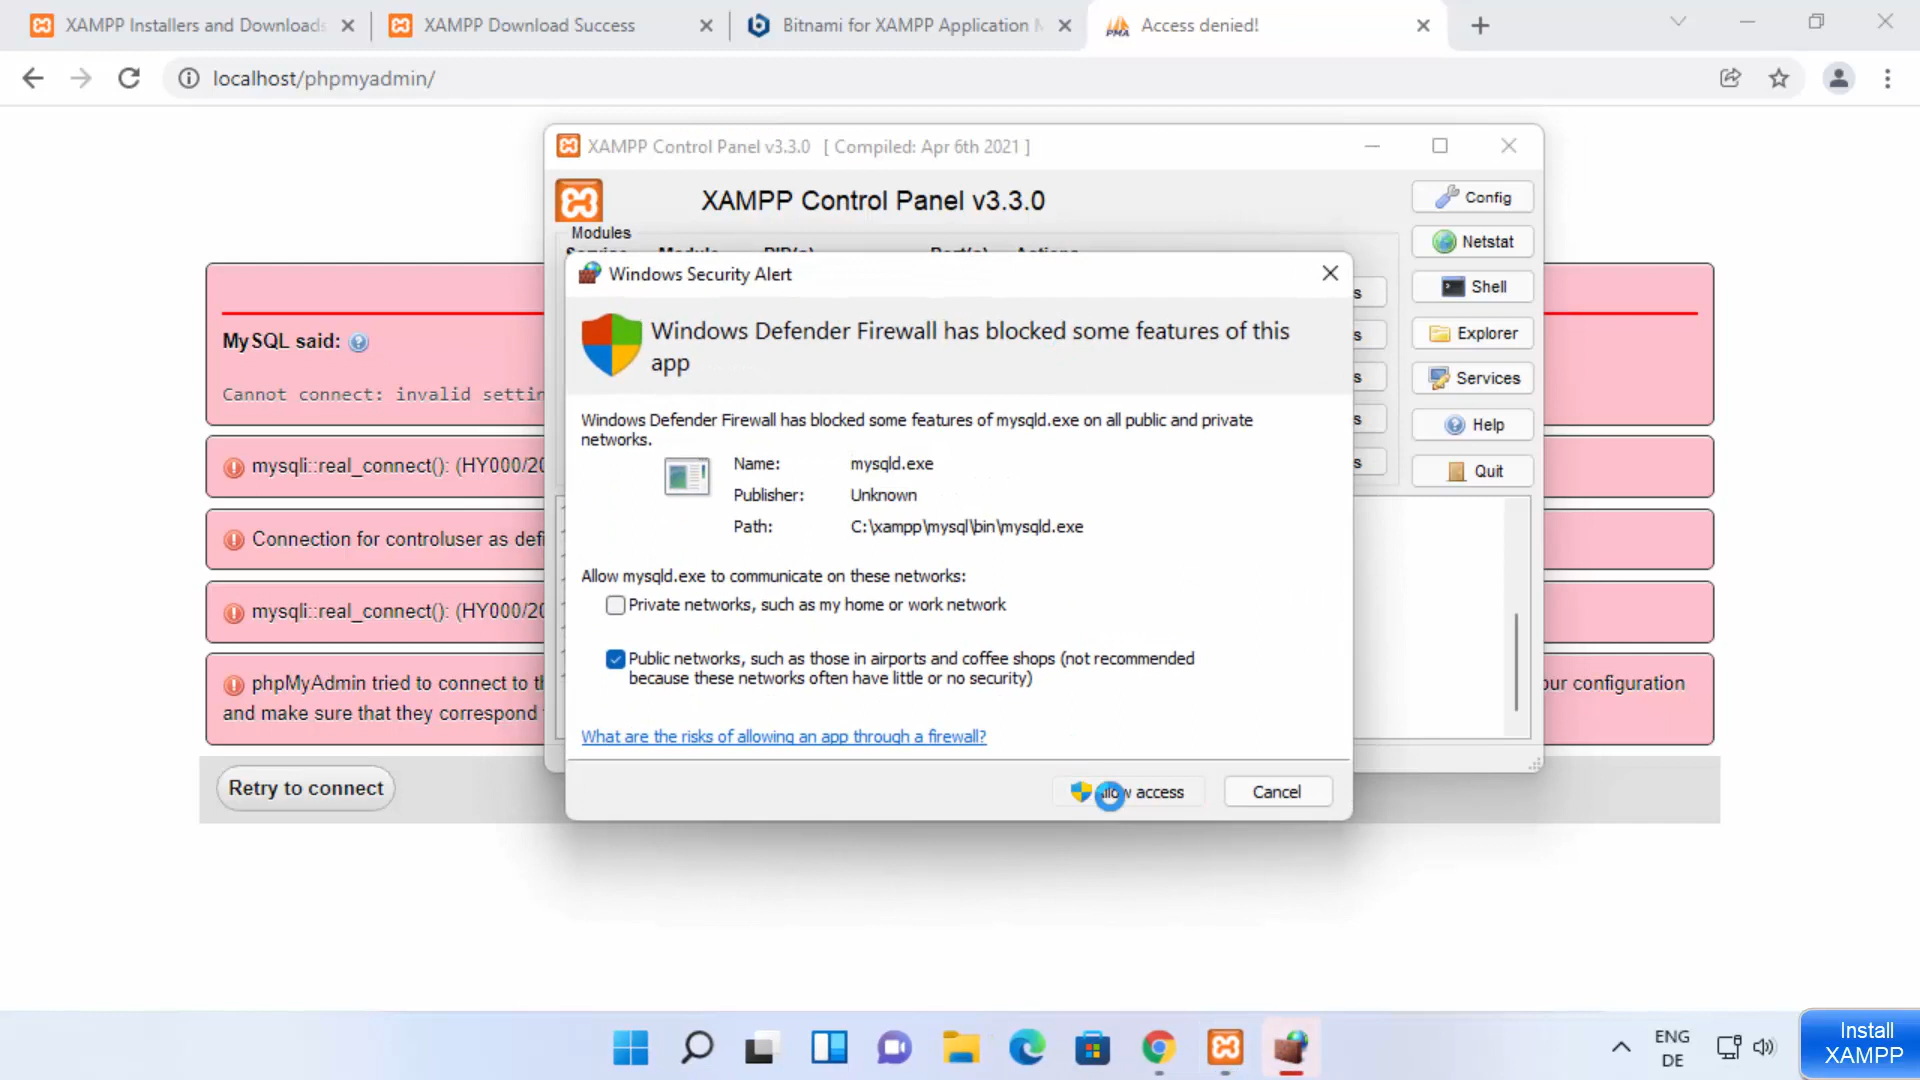 XAMPP Installers and Downloads
XAMPP Download Success
Bitnami for XAMPP Application
Access denied!
localhost/phpmyadmin/
XAMPP Control Panel v3.3.0 [ Compiled: Apr 6th 2021 ]
XAMPP Control Panel v3.3.0
Modules
Service Module PID(s) Port(s) Actions
Config
Netstat
Shell
Explorer
Services
Help
Quit
Windows Security Alert
Windows Defender Firewall has blocked some features of this
app
Windows Defender Firewall has blocked some features of mysqld.exe on all public and private
networks.
Name: mysqld.exe
Publisher: Unknown
Path: C:\xampp\mysql\bin\mysqld.exe
Allow mysqld.exe to communicate on these networks:
Private networks, such as my home or work network
Public networks, such as those in airports and coffee shops (not recommended
because these networks often have little or no security)
What are the risks of allowing an app through a firewall?
Allow access
Cancel
MySQL said:
Cannot connect: invalid
mysqli::real_connect():
Connection for controluser as
mysqli::real_connect():
phpMyAdmin tried to connect to
our configuration
and make sure that they correspond
Retry to connect
PMA
ENG
DE
Install
XAMPP